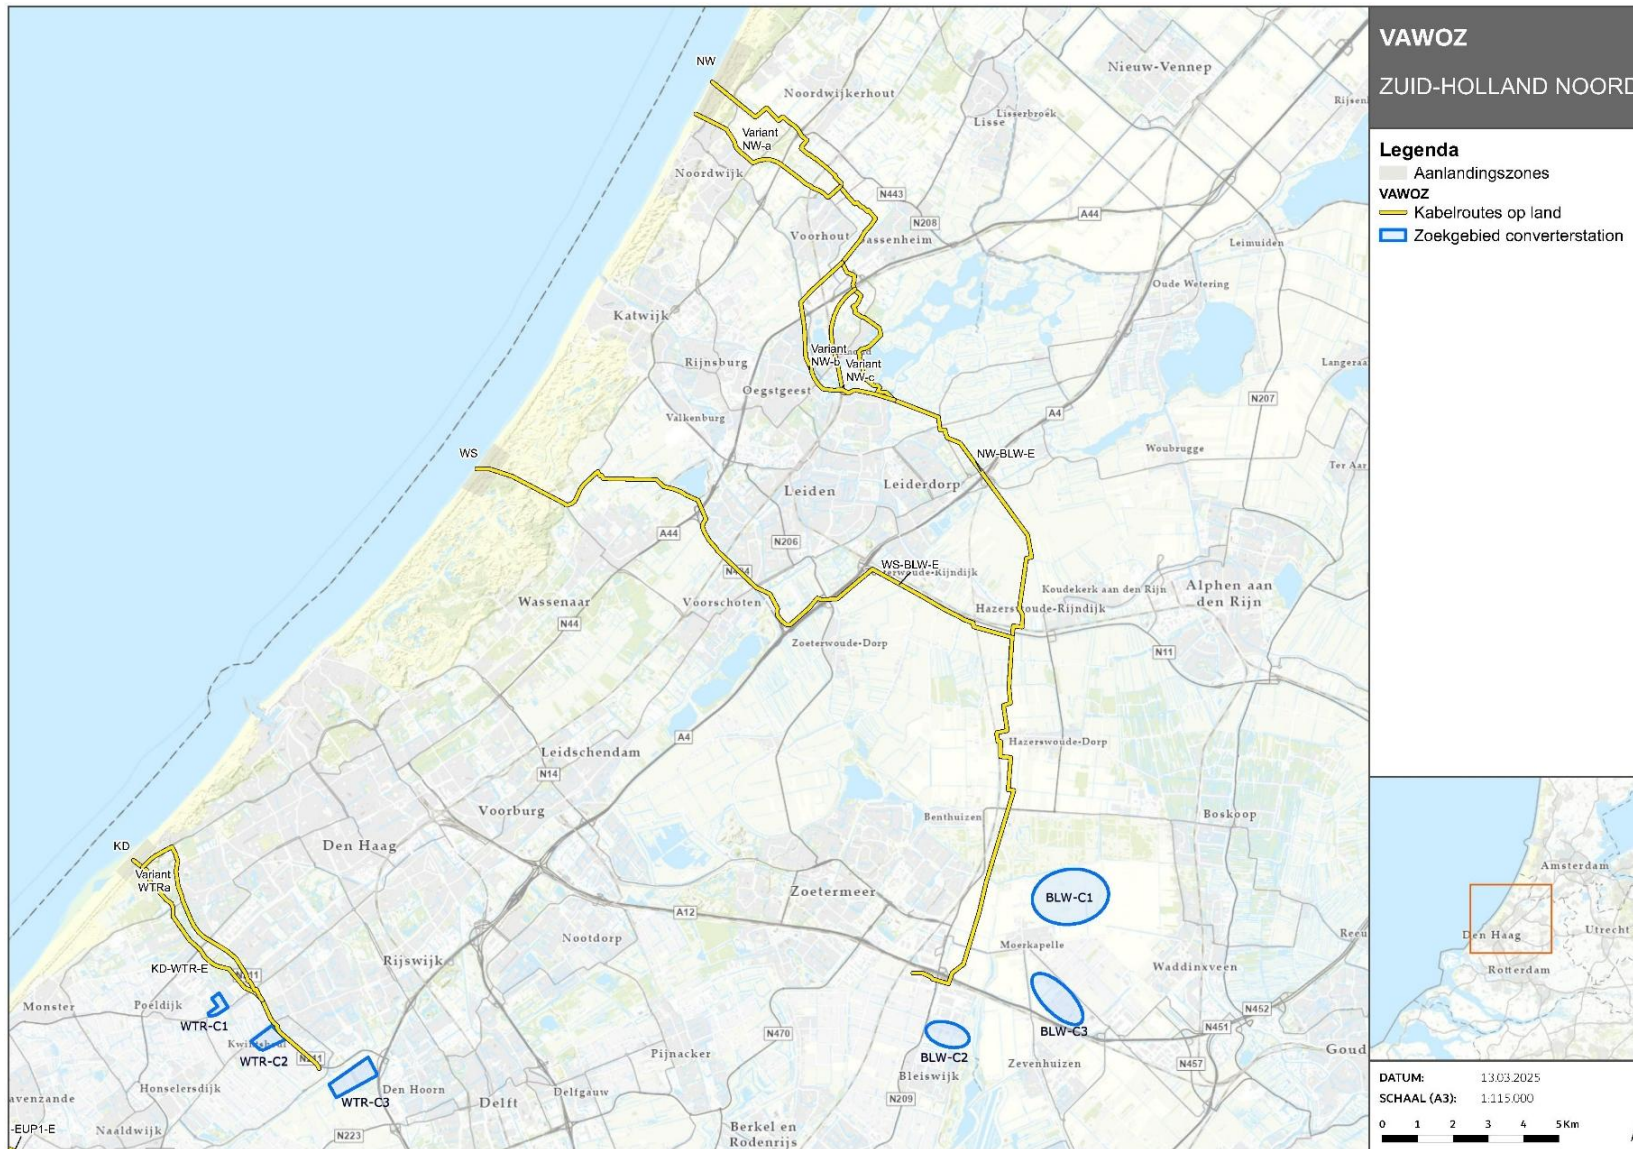 VAWOZ
ZUID-HOLLAND NOORD
Legenda
Aanlandingszones
VAWOZ
Kabelroutes op land
Zoekgebied converterstation
NW
Nieuw-Vennep
Noordwijkerhout
Lisserbroek
Lisse
Variant
NW-a
Noordwijk
N443
N208
A44
Voorhout
Sassenheim
Leimuiden
Oude Wetering
Katwijk
Rijnsburg
Variant
NW-b
Variant
NW-c
Oegstgeest
Valkenburg
A4
N207
Woubrugge
Ter Aar
WS
NW-BLW-E
Leiden
Leiderdorp
A44
N206
WS-BLW-E
Koudekerk aan den Rijn
Alphen aan
den Rijn
Wassenaar
Voorschoten
Hazerswoude-Rijndijk
N44
Zoeterwoude-Dorp
N11
A4
Leidschendam
Hazerswoude-Dorp
N14
Voorburg
Benthuizen
Boskoop
KD
Den Haag
Variant
WTRa
Zoetermeer
BLW-C1
A12
Nootdorp
Moerkapelle
Rijswijk
KD-WTR-E
Waddinxveen
Monster
Poeldijk
WTR-C1
N452
N451
BLW-C3
N470
BLW-C2
WTR-C2
Pijnacker
Zevenhuizen
N457
Bleiswijk
Honselersdijk
WTR-C3
Den Hoorn
Delft
Delfgauw
N209
-EUP1-E
Naaldwijk
N223
Berkel en
Rodenrijs
Amsterdam
Den Haag
Utrecht
Rotterdam
DATUM: 13.03.2025
SCHAAL (A3): 1:115.000
0 1 2 3 4 5 Km